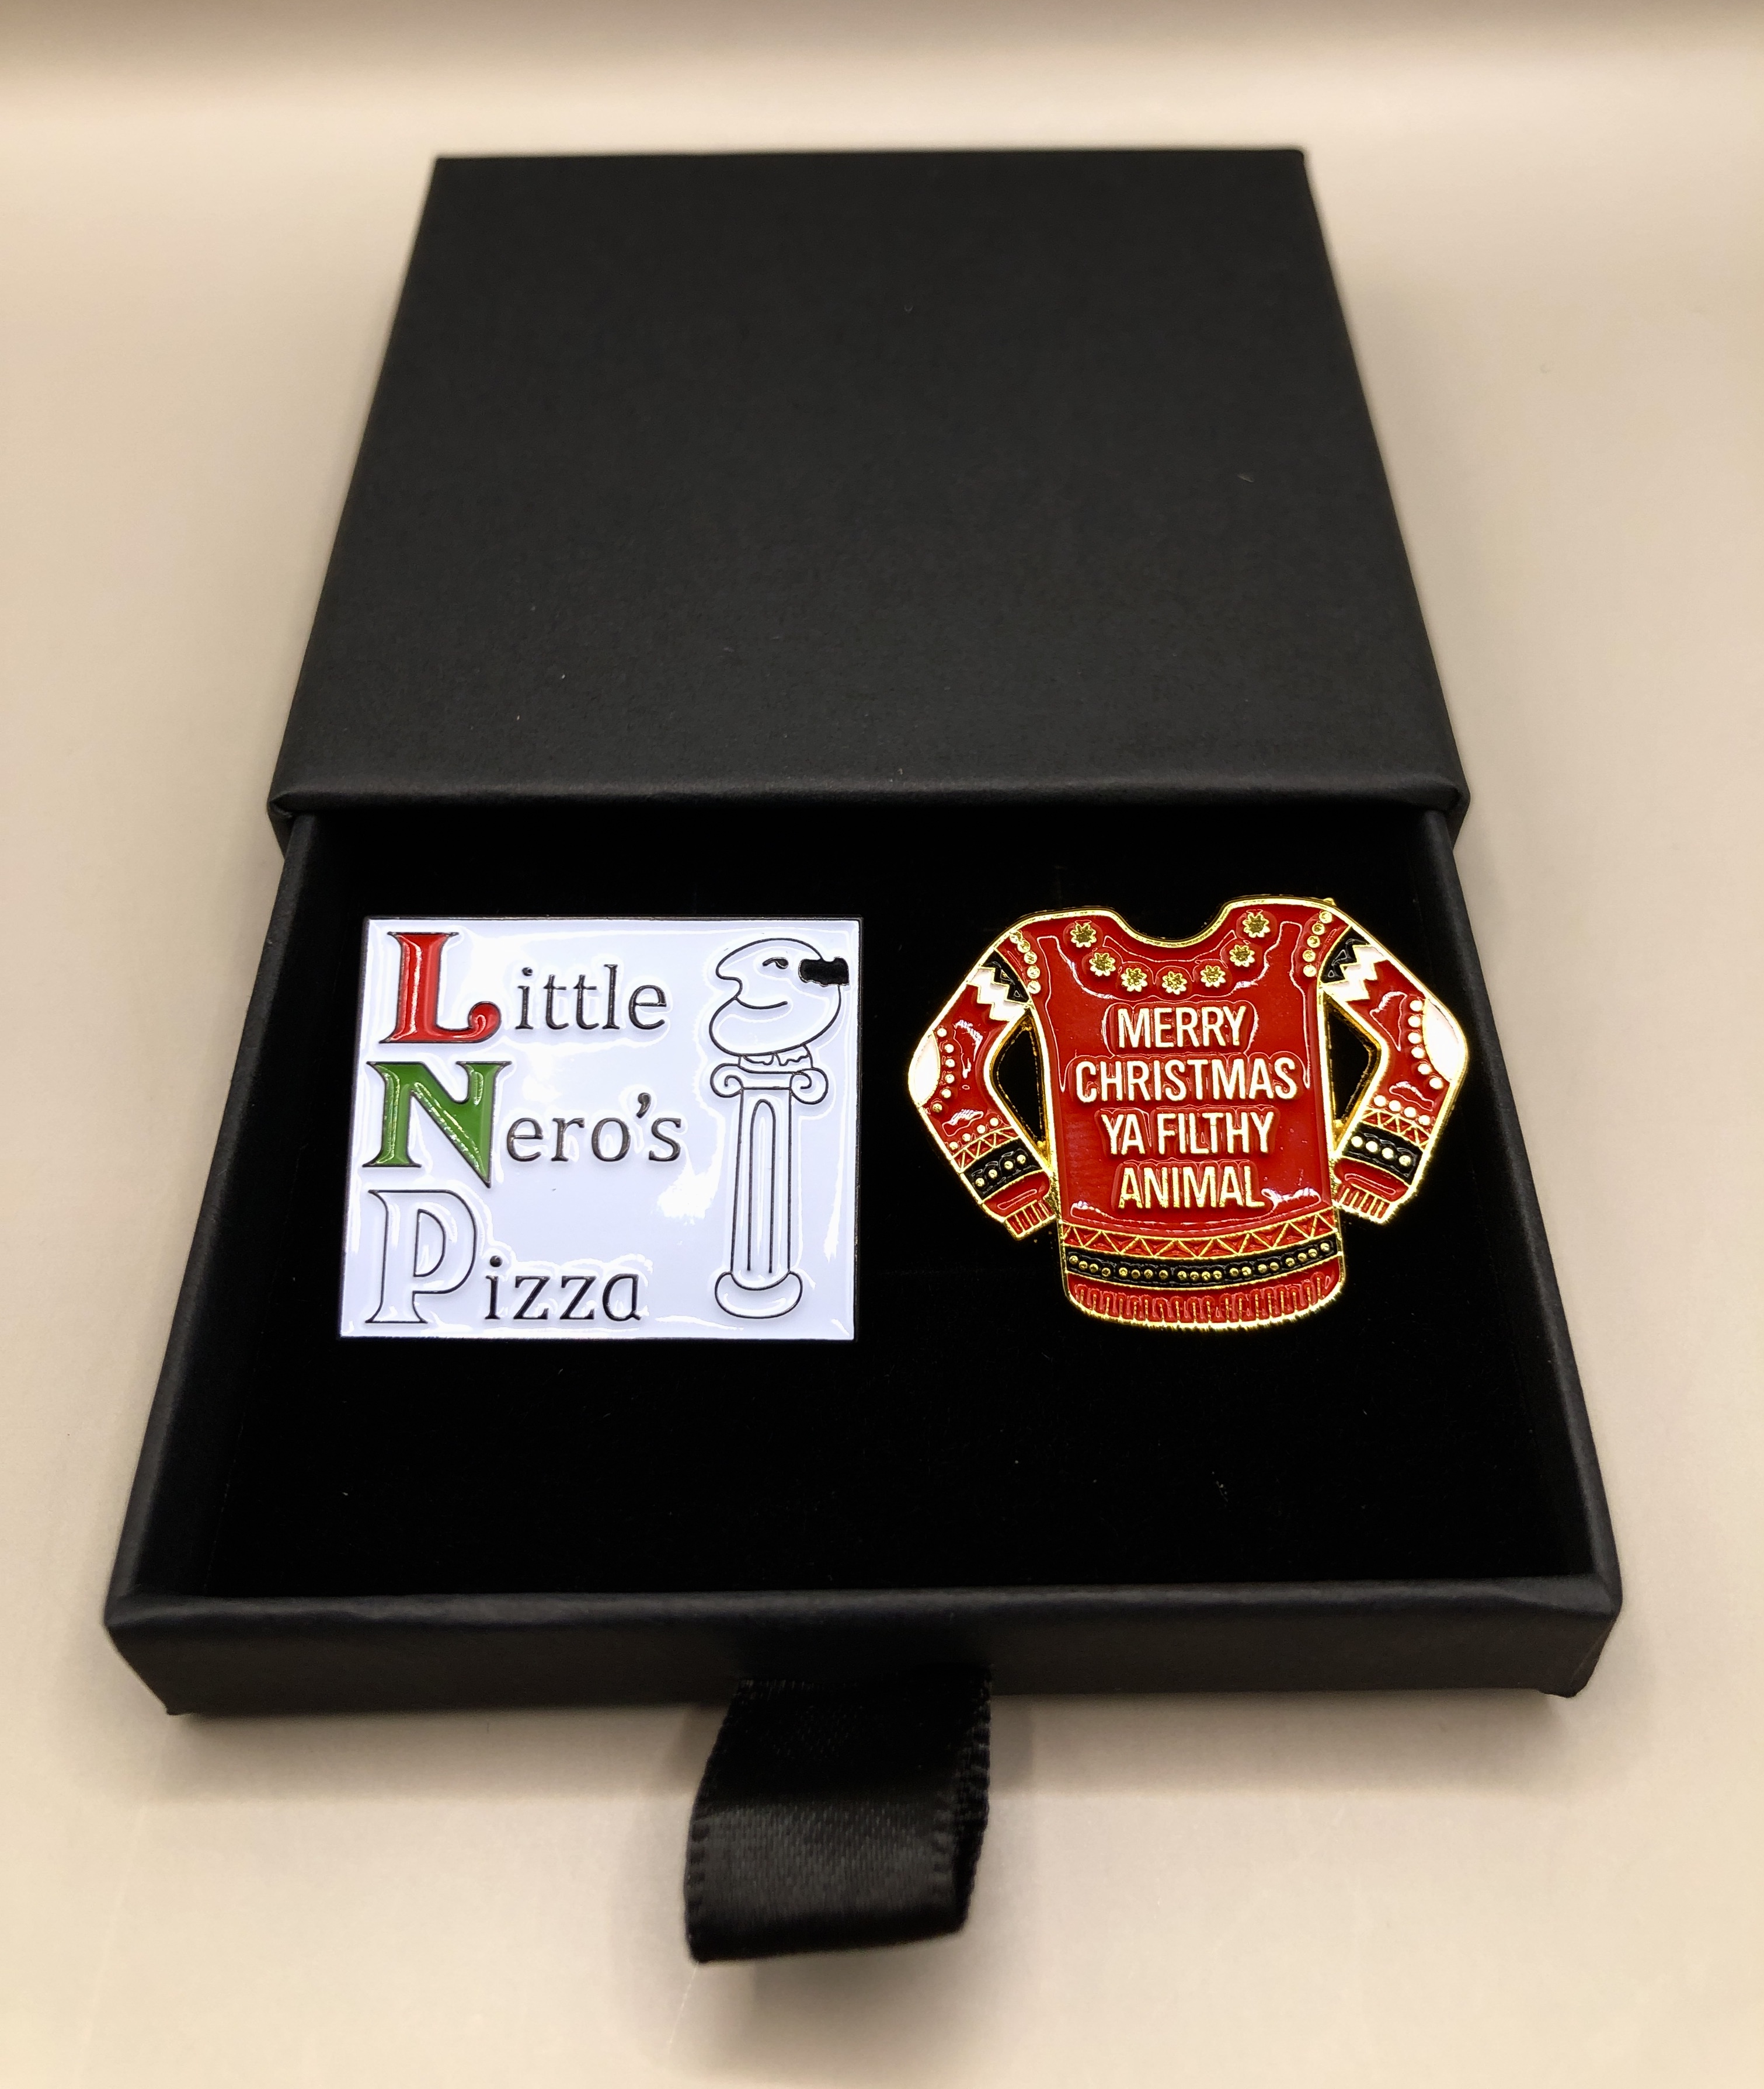 Little
Nero's
Pizza
MERRY
CHRISTMAS
YA FILTHY
ANIMAL